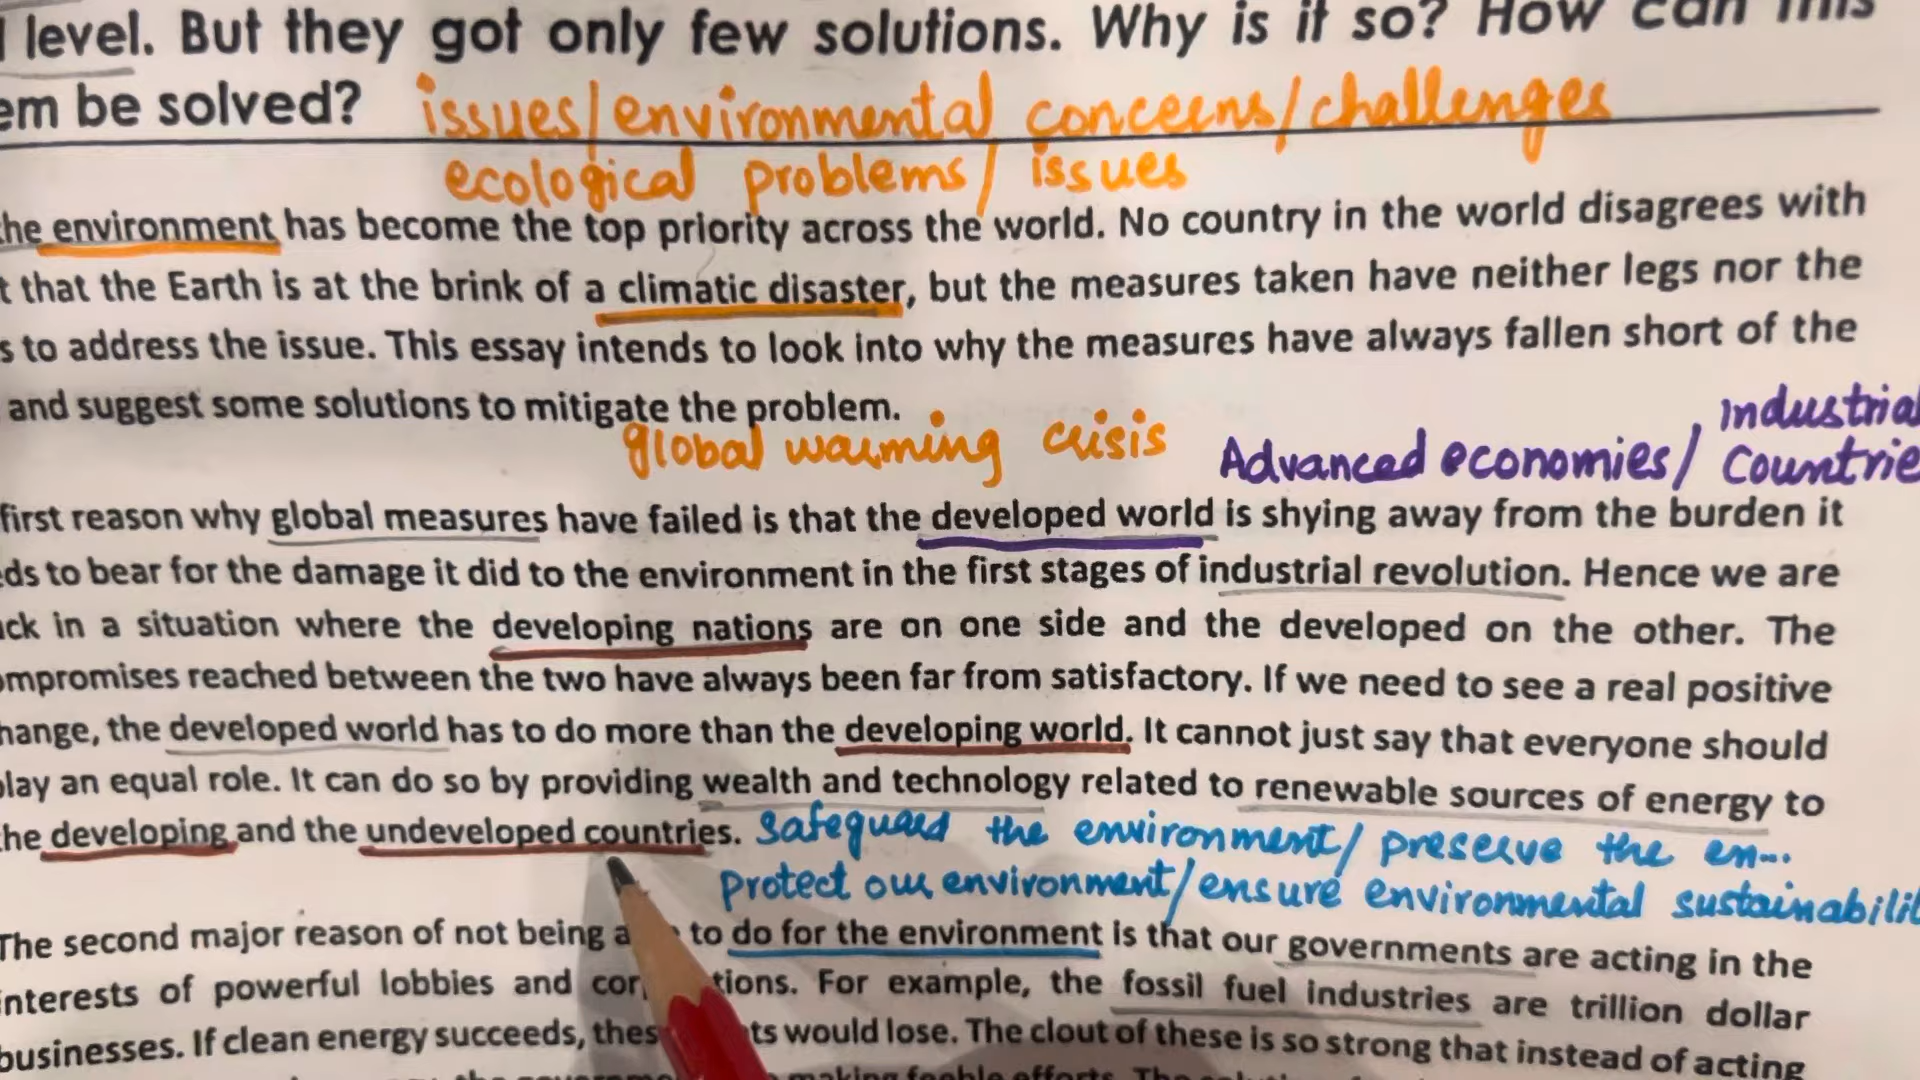 level. But they got only few solutions. Why is it so? How can this
em be solved? issues/environmental concerns/challenges
ecological problems/ issues
he environment has become the top priority across the world. No country in the world disagrees with
t that the Earth is at the brink of a climatic disaster, but the measures taken have neither legs nor the
s to address the issue. This essay intends to look into why the measures have always fallen short of the
and suggest some solutions to mitigate the problem.
global warming crisis Advanced economies/ Industrial
Countrie
first reason why global measures have failed is that the developed world is shying away from the burden it
ds to bear for the damage it did to the environment in the first stages of industrial revolution. Hence we are
ck in a situation where the developing nations are on one side and the developed on the other. The
mpromises reached between the two have always been far from satisfactory. If we need to see a real positive
hange, the developed world has to do more than the developing world. It cannot just say that everyone should
play an equal role. It can do so by providing wealth and technology related to renewable sources of energy to
he developing and the undeveloped countries. Safeguard the environment/ preserve the en...
protect our environment/ensure environmental sustainabilit
The second major reason of not being a to do for the environment is that our governments are acting in the
interests of powerful lobbies and cor tions. For example, the fossil fuel industries are trillion dollar
businesses. If clean energy succeeds, thes ts would lose. The clout of these is so strong that instead of acting
making feeble efforts. The